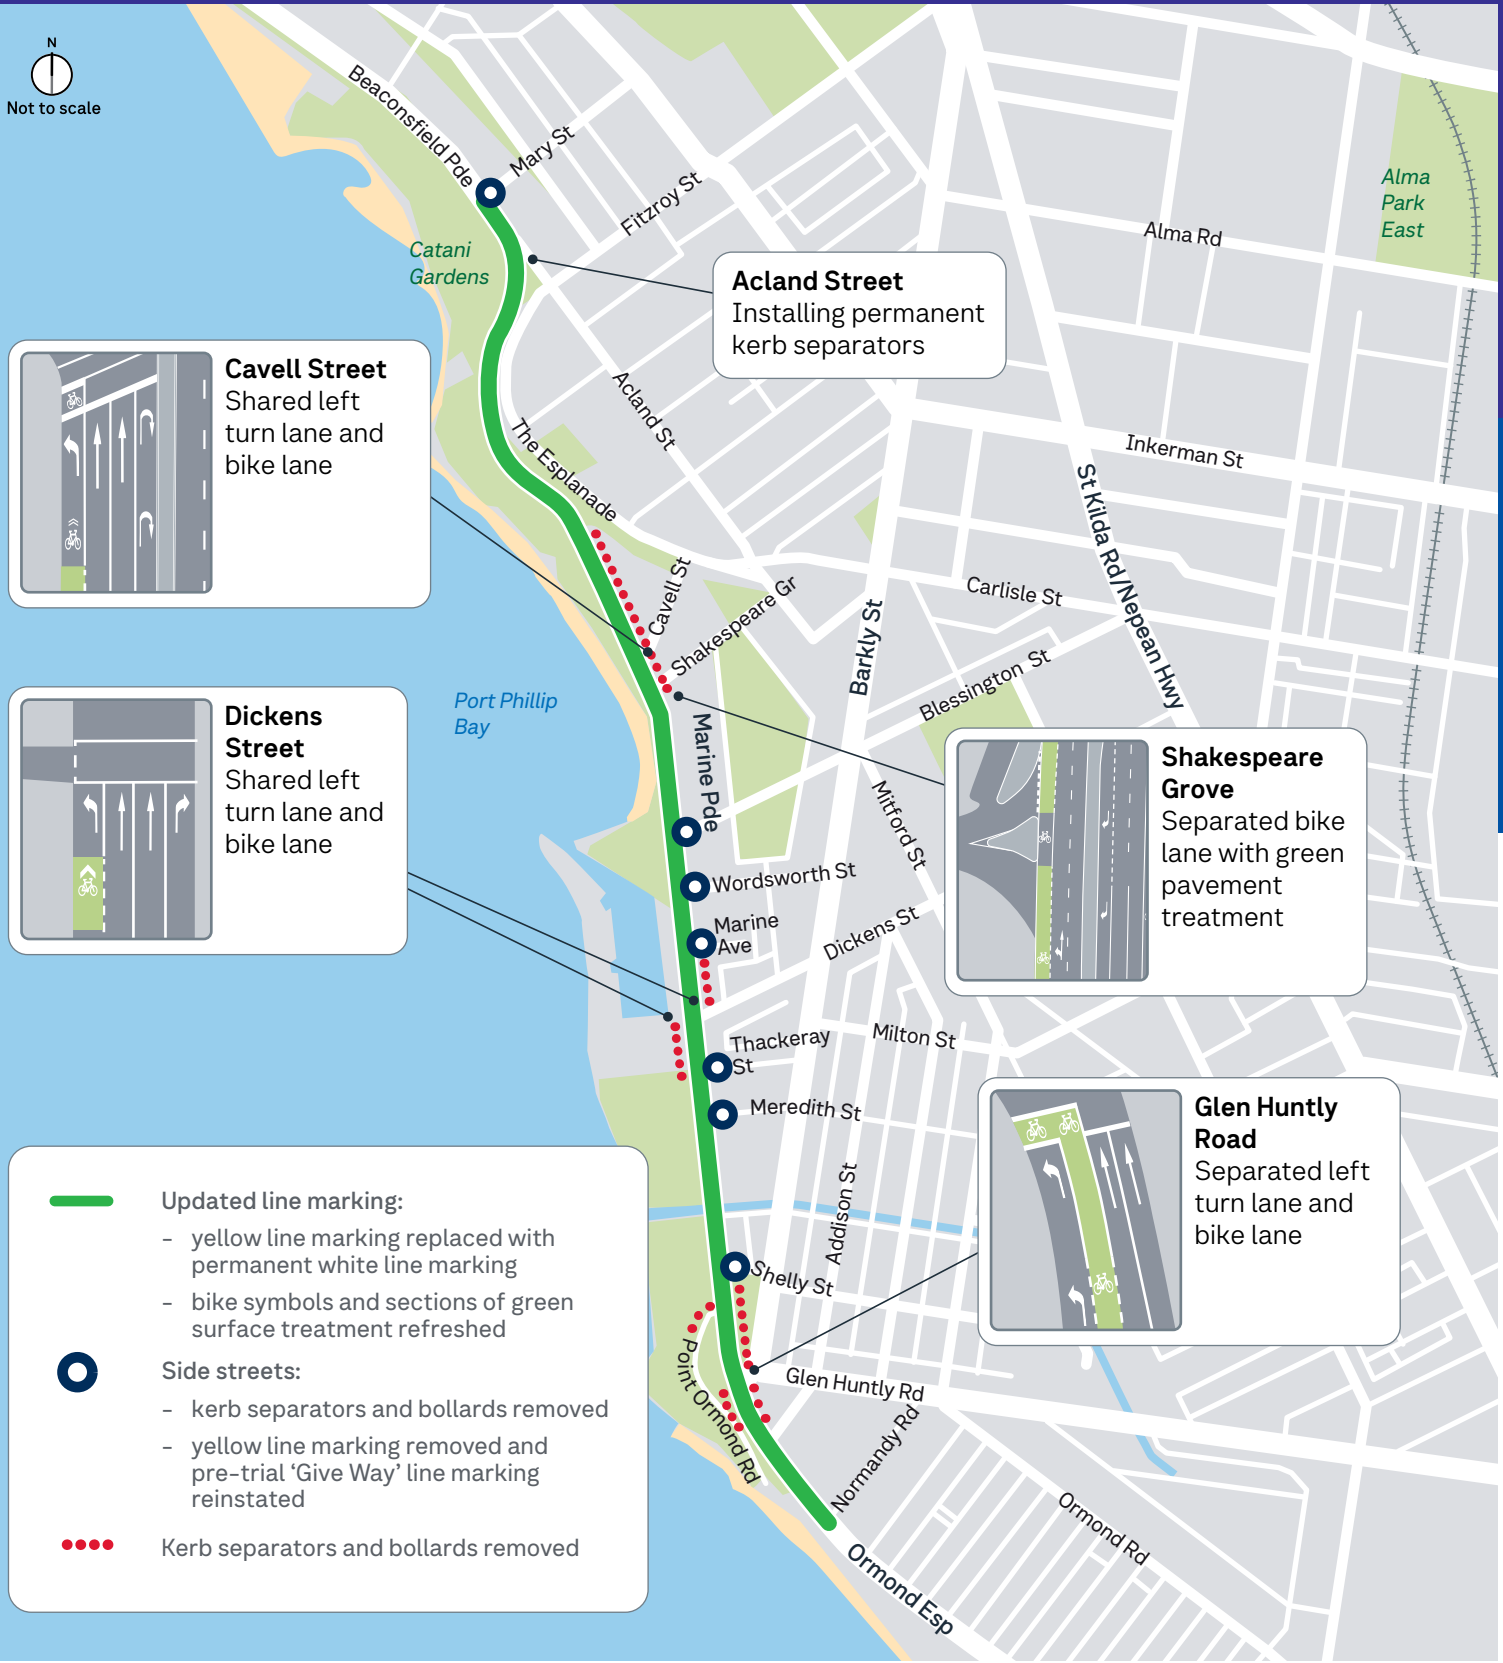 N
Not to scale
Beaconsfield Pde
Mary St
Fitzroy St
Catani
Gardens
Alma
Park
East
Alma Rd
Acland Street
Installing permanent
kerb separators
Cavell Street
Shared left
turn lane and
bike lane
Acland St
The Esplanade
Inkerman St
St Kilda Rd/Nepean Hwy
Cavell St
Shakespeare Gr
Carlisle St
Barkly St
Blessington St
Port Phillip
Bay
Marine Pde
Dickens
Street
Shared left
turn lane and
bike lane
Shakespeare
Grove
Separated bike
lane with green
pavement
treatment
Mitford St
Wordsworth St
Marine
Ave
Dickens St
Thackeray
St
Milton St
Meredith St
Addison St
Glen Huntly
Road
Separated left
turn lane and
bike lane
Shelly St
Point Ormond Rd
Glen Huntly Rd
Normandy Rd
Ormond Rd
Ormond Esp
Updated line marking:
- yellow line marking replaced with
permanent white line marking
- bike symbols and sections of green
surface treatment refreshed
Side streets:
- kerb separators and bollards removed
- yellow line marking removed and
pre-trial ‘Give Way’ line marking
reinstated
Kerb separators and bollards removed